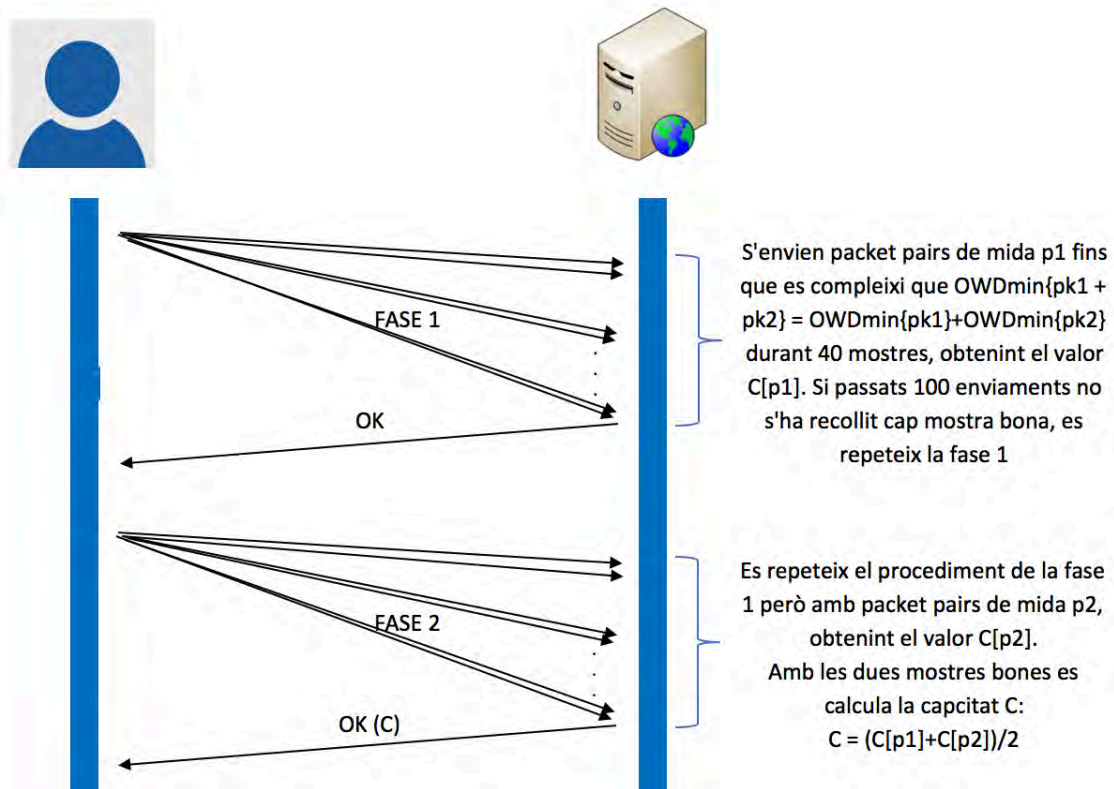 S'envien packet pairs de mida p1 fins
que es compleixi que OWDmin{pk1 +
pk2} = OWDmin{pk1}+OWDmin{pk2}
durant 40 mostres, obtenint el valor
C[p1]. Si passats 100 enviaments no
s'ha recollit cap mostra bona, es
repeteix la fase 1
FASE 1
OK
Es repeteix el procediment de la fase
1 però amb packet pairs de mida p2,
obtenint el valor C[p2].
Amb les dues mostres bones es
calcula la capcitat C:
C = (C[p1]+C[p2])/2
FASE 2
OK (C)